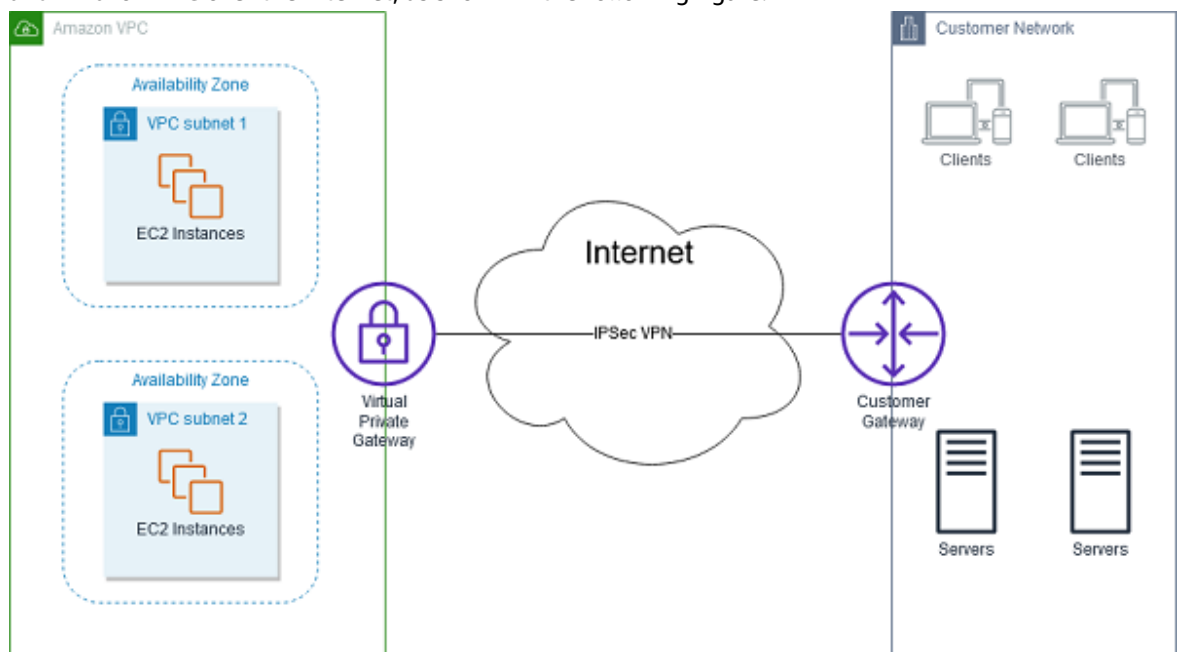 Amazon VPC
Availability Zone
VPC subnet 1
EC2 Instances
Availability Zone
VPC subnet 2
EC2 Instances
Virtual
Private
Gateway
Internet
IPSec VPN
Customer
Gateway
Customer Network
Clients
Clients
Servers
Servers